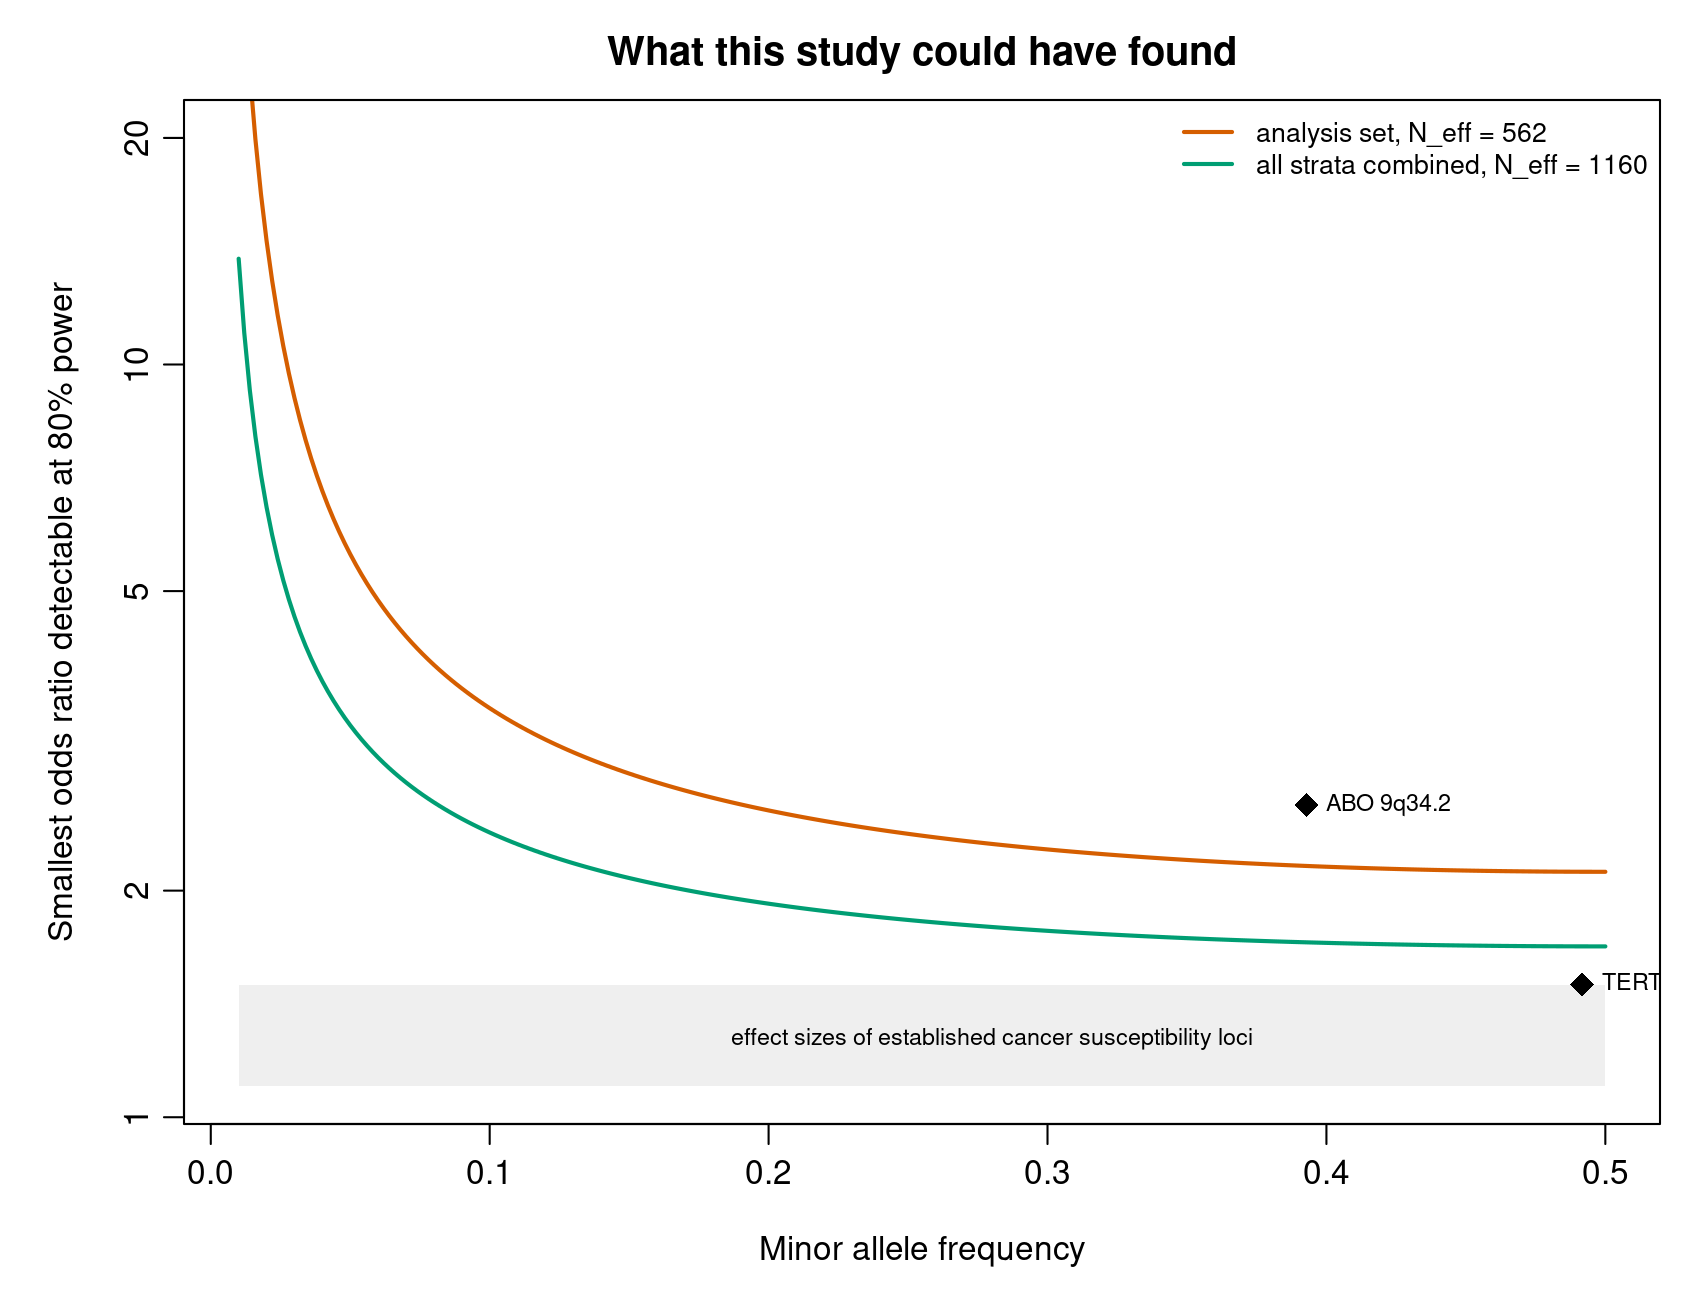 What this study could have found
analysis set, N_eff = 562
all strata combined, N_eff = 1160
Smallest odds ratio detectable at 80% power
20
10
5
2
1
ABO 9q34.2
TERT
effect sizes of established cancer susceptibility loci
0.0 0.1 0.2 0.3 0.4 0.5
Minor allele frequency